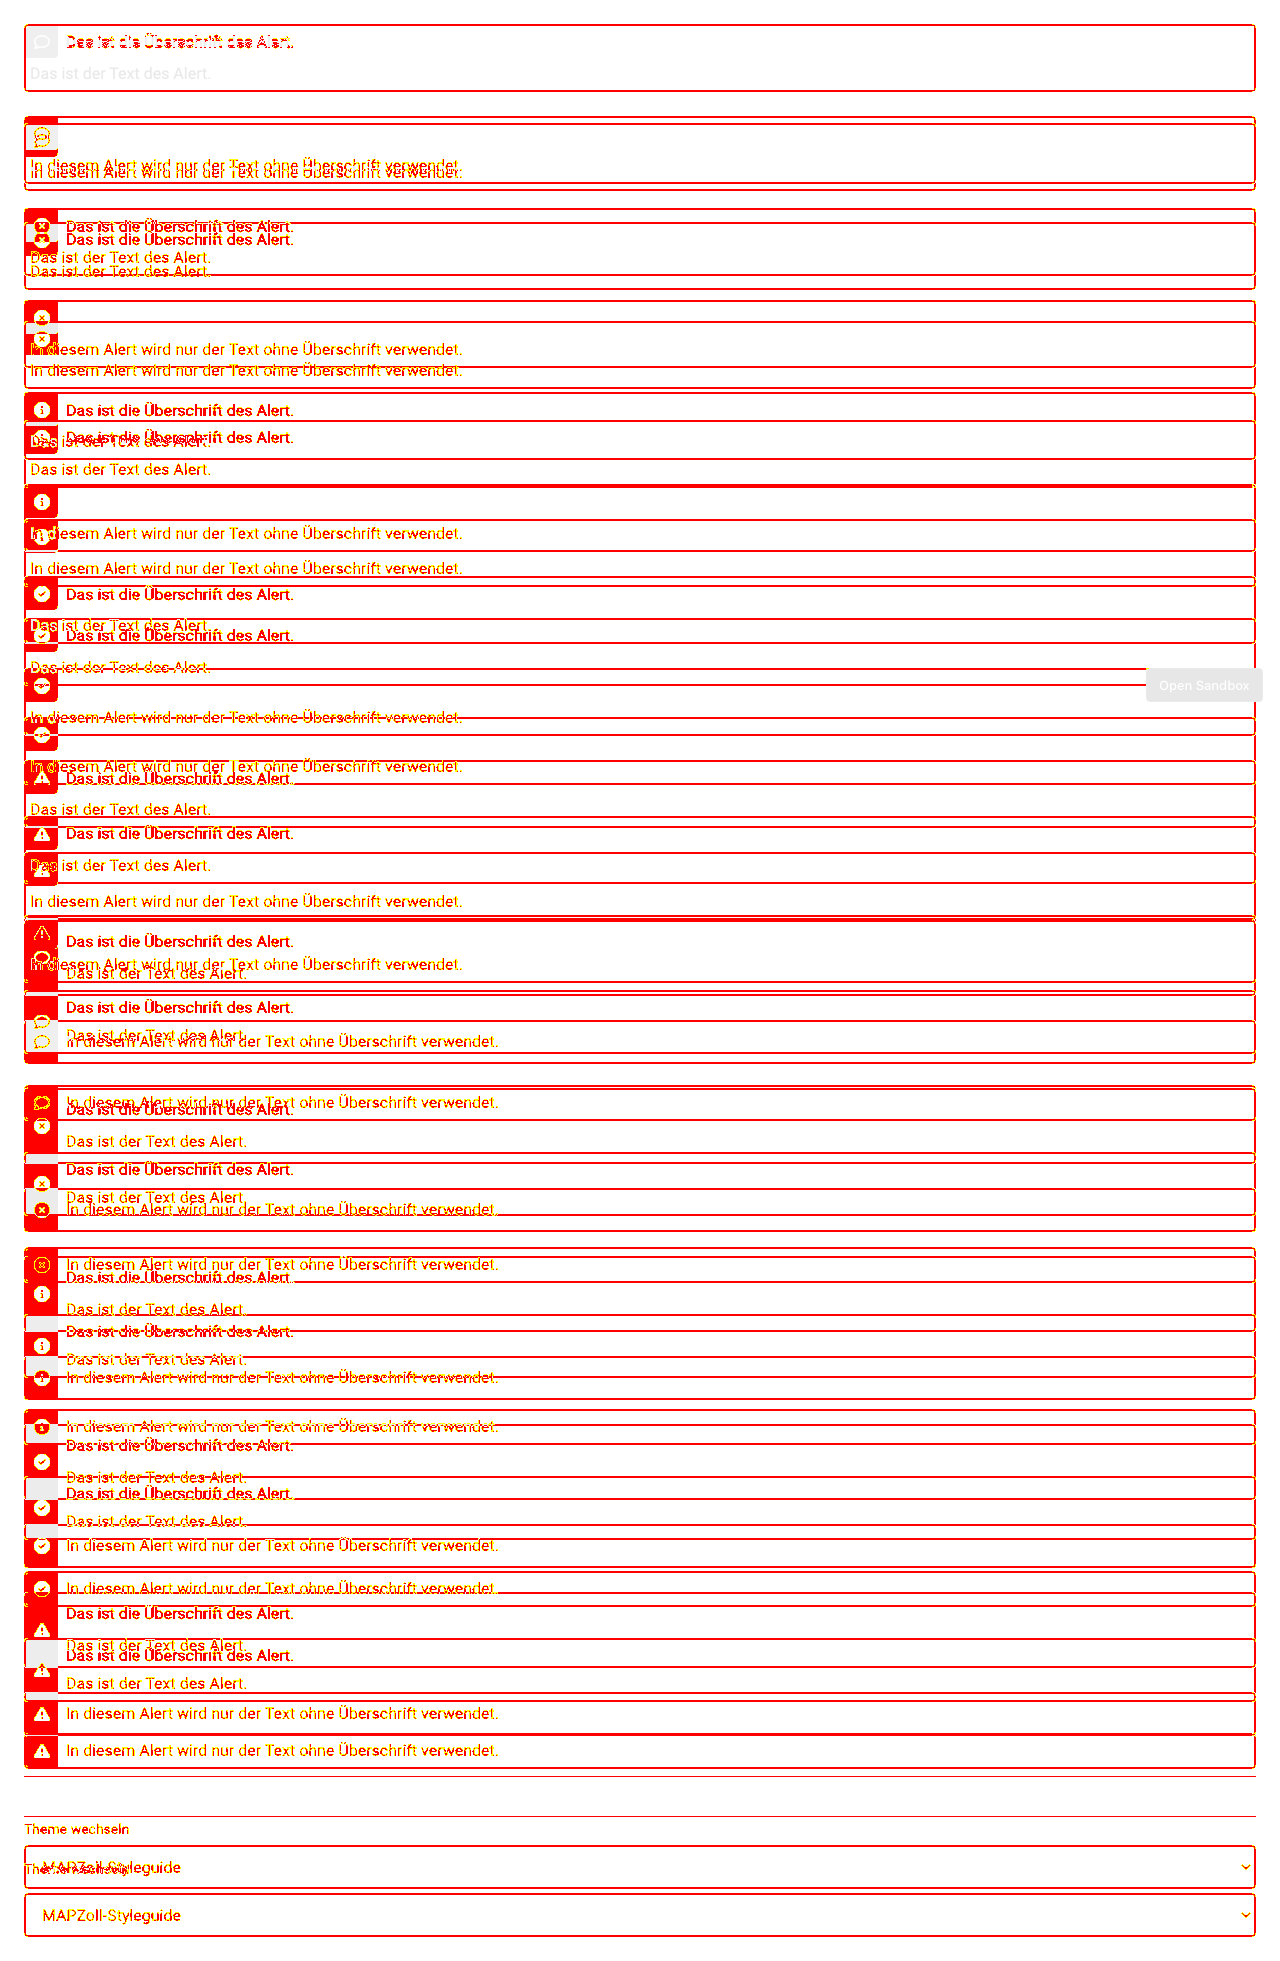 Das ist die Überschrift des Alert.
Das ist der Text des Alert.
In diesem Alert wird nur der Text ohne Überschrift verwendet.
In diesem Alert wird nur der Text ohne Überschrift verwendet.
Das ist die Überschrift des Alert.
Das ist die Überschrift des Alert.
Das ist der Text des Alert.
Das ist der Text des Alert.
In diesem Alert wird nur der Text ohne Überschrift verwendet.
In diesem Alert wird nur der Text ohne Überschrift verwendet.
Das ist die Überschrift des Alert.
Das ist die Überschrift des Alert.
Das ist der Text des Alert.
Das ist der Text des Alert.
In diesem Alert wird nur der Text ohne Überschrift verwendet.
In diesem Alert wird nur der Text ohne Überschrift verwendet.
Das ist die Überschrift des Alert.
Das ist der Text des Alert.
Das ist die Überschrift des Alert.
Das ist der Text des Alert.
Open Sandbox
In diesem Alert wird nur der Text ohne Überschrift verwendet.
In diesem Alert wird nur der Text ohne Überschrift verwendet.
Das ist die Überschrift des Alert.
Das ist der Text des Alert.
Das ist die Überschrift des Alert.
Das ist der Text des Alert.
In diesem Alert wird nur der Text ohne Überschrift verwendet.
Das ist die Überschrift des Alert.
In diesem Alert wird nur der Text ohne Überschrift verwendet.
Das ist der Text des Alert.
Das ist die Überschrift des Alert.
Das ist der Text des Alert.
In diesem Alert wird nur der Text ohne Überschrift verwendet.
In diesem Alert wird nur der Text ohne Überschrift verwendet.
Das ist die Überschrift des Alert.
Das ist der Text des Alert.
Das ist die Überschrift des Alert.
Das ist der Text des Alert.
In diesem Alert wird nur der Text ohne Überschrift verwendet.
In diesem Alert wird nur der Text ohne Überschrift verwendet.
Das ist die Überschrift des Alert.
Das ist der Text des Alert.
Das ist die Überschrift des Alert.
Das ist der Text des Alert.
In diesem Alert wird nur der Text ohne Überschrift verwendet.
In diesem Alert wird nur der Text ohne Überschrift verwendet.
Das ist die Überschrift des Alert.
Das ist der Text des Alert.
Das ist die Überschrift des Alert.
Das ist der Text des Alert.
In diesem Alert wird nur der Text ohne Überschrift verwendet.
In diesem Alert wird nur der Text ohne Überschrift verwendet.
Das ist die Überschrift des Alert.
Das ist der Text des Alert.
Das ist die Überschrift des Alert.
Das ist der Text des Alert.
In diesem Alert wird nur der Text ohne Überschrift verwendet.
In diesem Alert wird nur der Text ohne Überschrift verwendet.
Theme wechseln
MAPZoll-Styleguide
Theme wechseln
MAPZoll-Styleguide